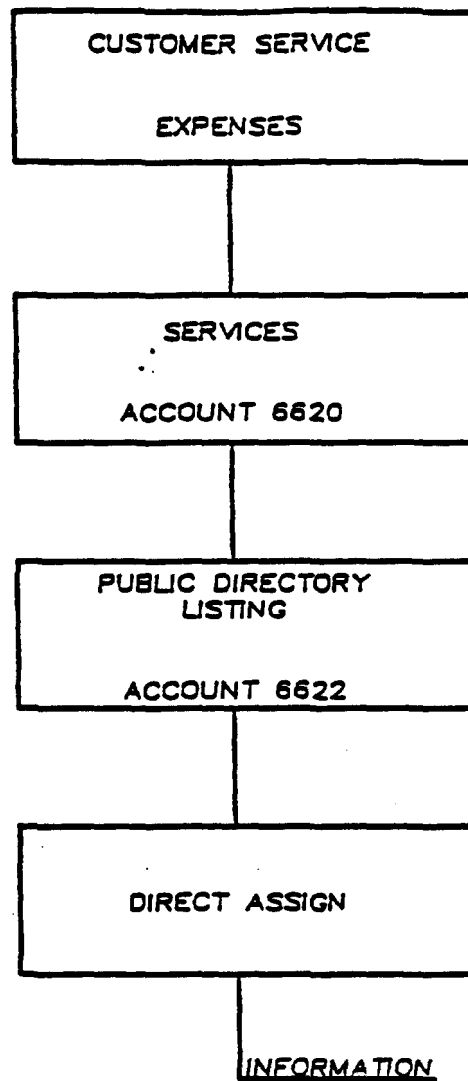 CUSTOMER SERVICE
EXPENSES
SERVICES
ACCOUNT 6620
PUBLIC DIRECTORY
LISTING
ACCOUNT 6622
DIRECT ASSIGN
INFORMATION